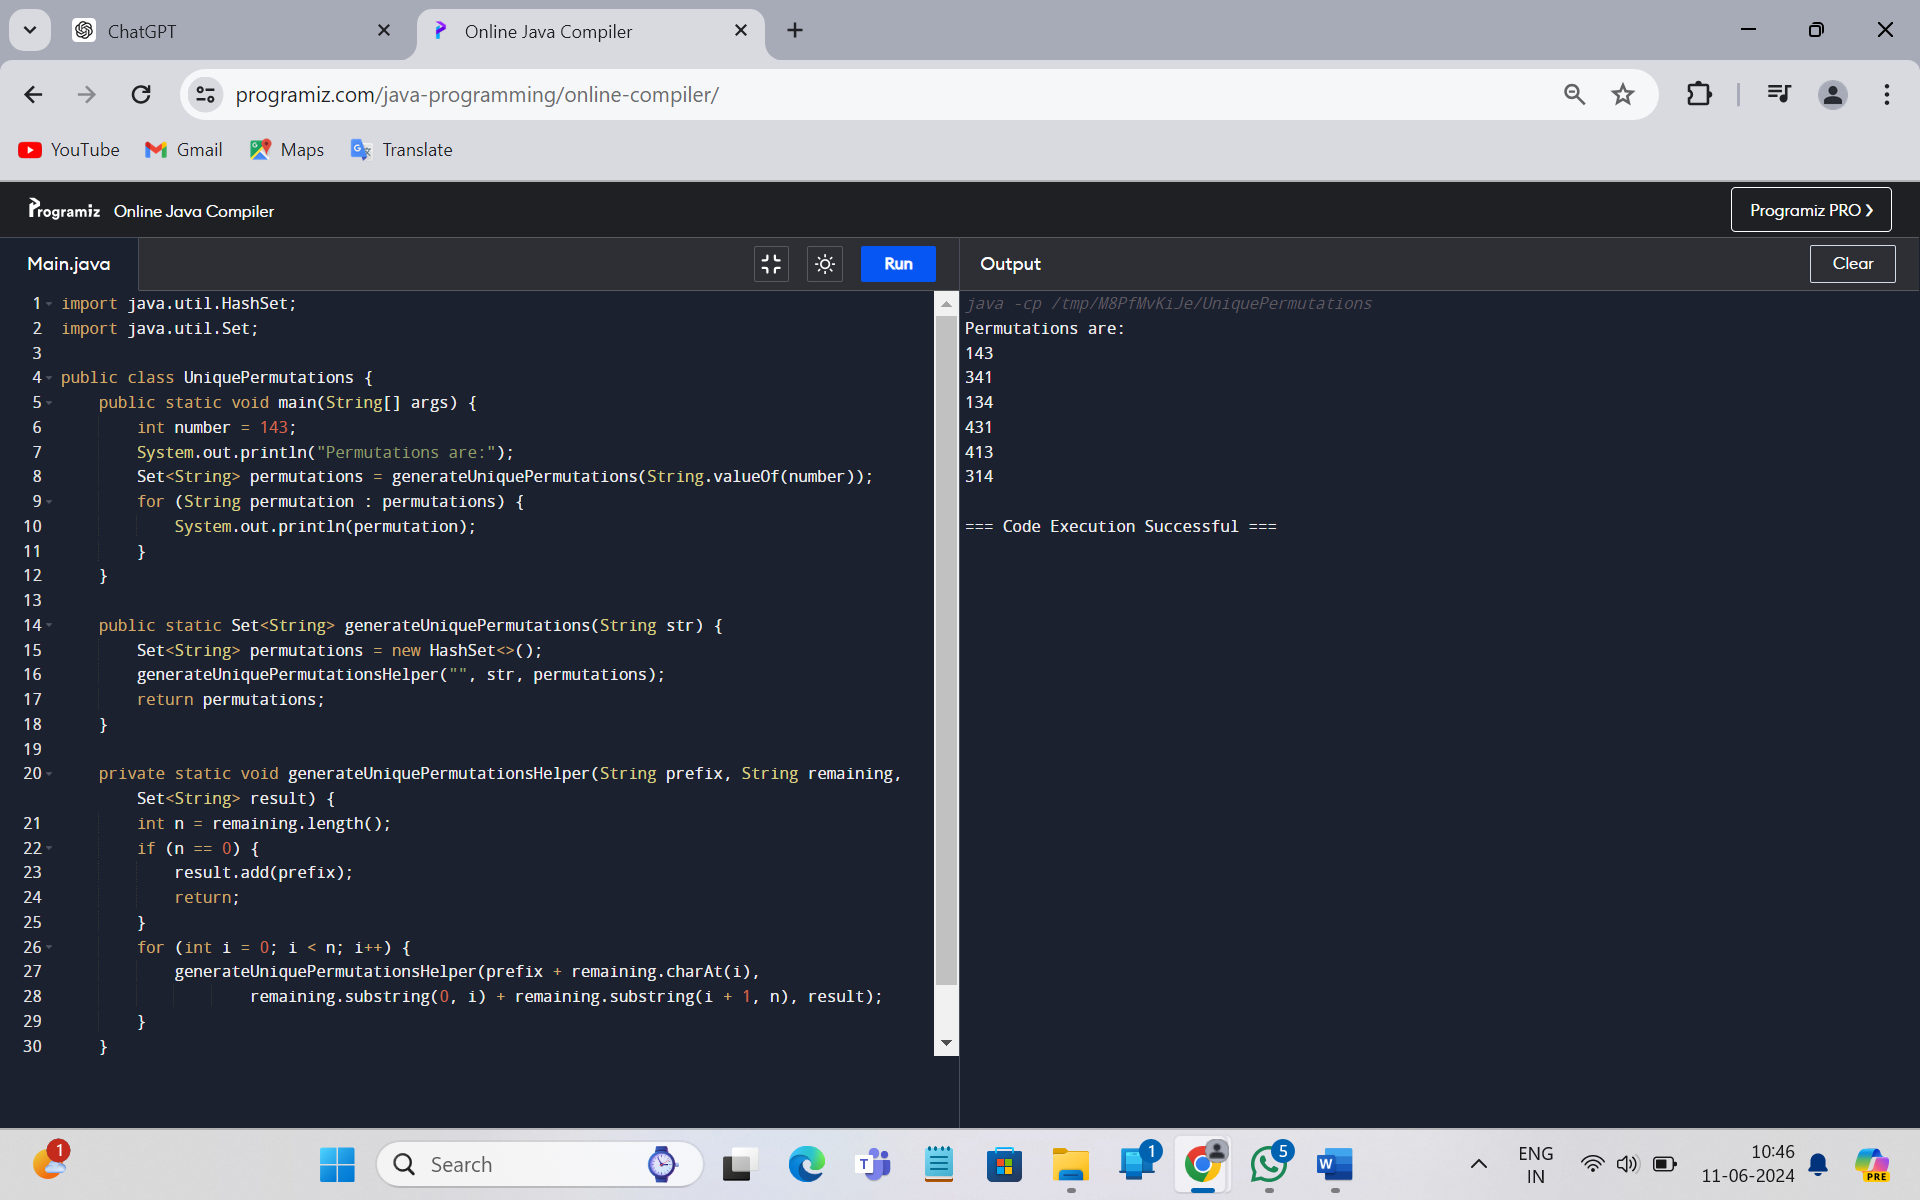 ChatGPT
Online Java Compiler
programiz.com/java-programming/online-compiler/
YouTube Gmail Maps Translate
Programiz Online Java Compiler
Programiz PRO
Main.java
Run
Output
Clear
1 import java.util.HashSet;
2 import java.util.Set;
3
4 public class UniquePermutations {
5 public static void main(String[] args) {
6 int number = 143;
7 System.out.println("Permutations are:");
8 Set<String> permutations = generateUniquePermutations(String.valueOf(number));
9 for (String permutation : permutations) {
10 System.out.println(permutation);
11 }
12 }
13
14 public static Set<String> generateUniquePermutations(String str) {
15 Set<String> permutations = new HashSet<>();
16 generateUniquePermutationsHelper("", str, permutations);
17 return permutations;
18 }
19
20 private static void generateUniquePermutationsHelper(String prefix, String remaining,
Set<String> result) {
21 int n = remaining.length();
22 if (n == 0) {
23 result.add(prefix);
24 return;
25 }
26 for (int i = 0; i < n; i++) {
27 generateUniquePermutationsHelper(prefix + remaining.charAt(i),
28 remaining.substring(0, i) + remaining.substring(i + 1, n), result);
29 }
30 }
java -cp /tmp/M8PfMvKiJe/UniquePermutations
Permutations are:
143
341
134
431
413
314
=== Code Execution Successful ===
1
Search
T
1
5
W
ENG
IN
10:46
11-06-2024
PRE